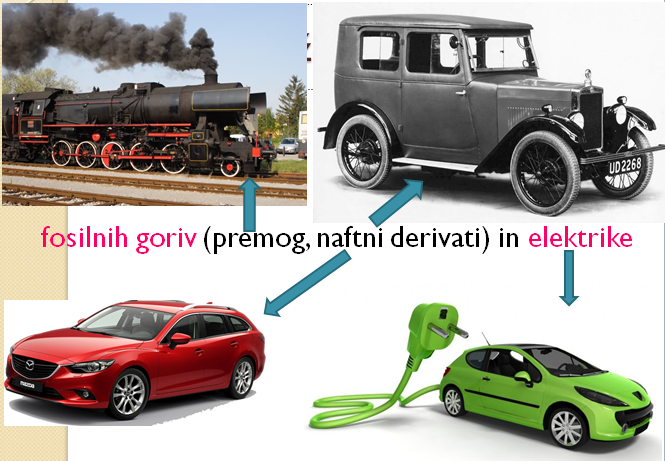 UD 2268
fosilnih goriv (premog, naftni derivati) in elektrike